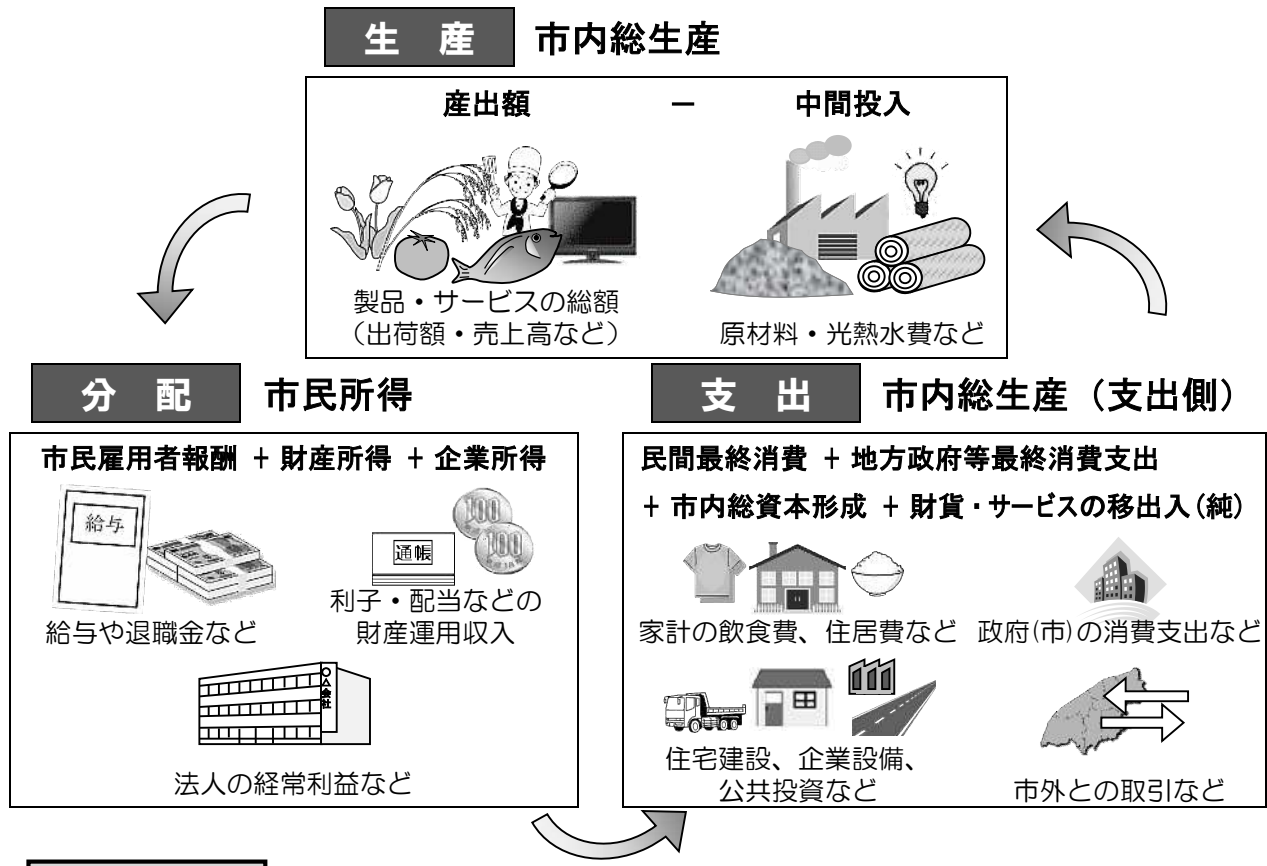 生 産 市内総生産
産出額 － 中間投入
製品・サービスの総額
（出荷額・売上高など）
原材料・光熱水費など
分 配 市民所得
市民雇用者報酬 + 財産所得 + 企業所得
給与
通帳
100
100
給与や退職金など
利子・配当などの
財産運用収入
○△会社
法人の経常利益など
支 出 市内総生産（支出側）
民間最終消費 + 地方政府等最終消費支出
+ 市内総資本形成 + 財貨・サービスの移出入(純)
家計の飲食費、住居費など
政府(市)の消費支出など
住宅建設、企業設備、
公共投資など
市外との取引など